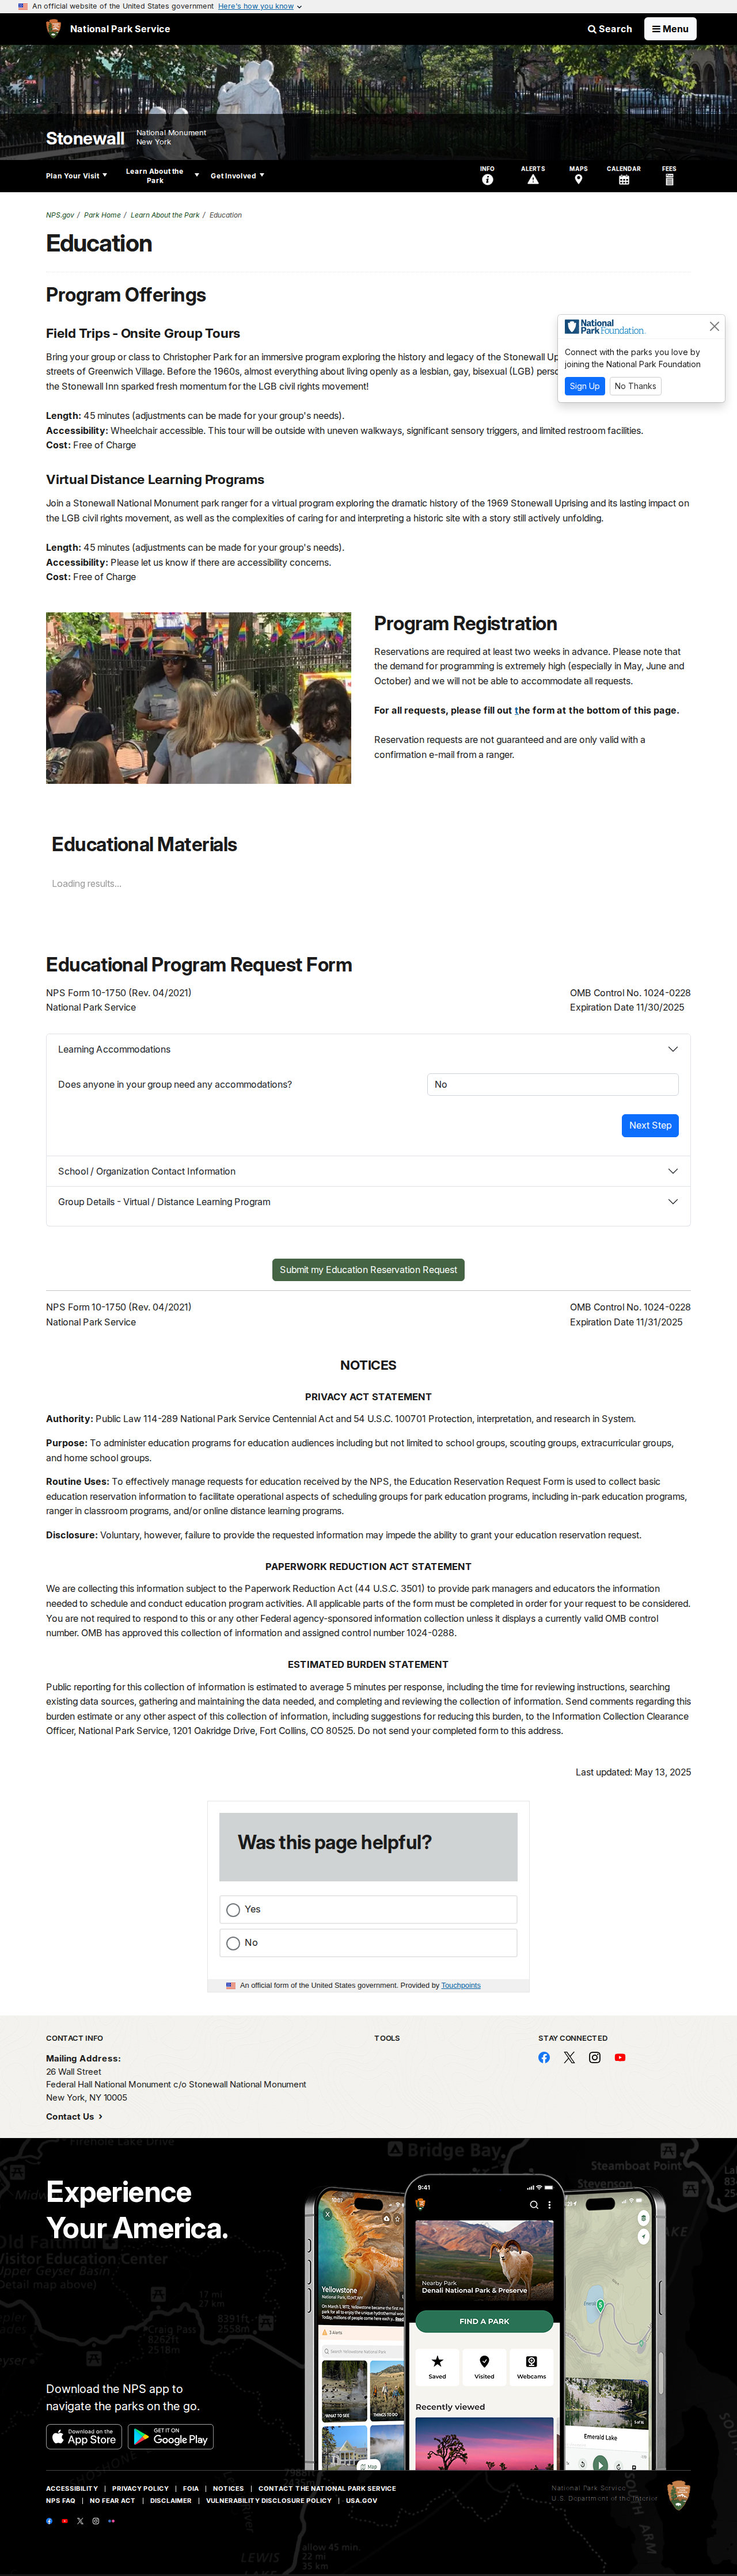 An official website of the United States government Here's how you know
National Park Service
Search
Menu
Stonewall
National Monument
New York
Plan Your Visit
Learn About the Park
Get Involved
INFO
ALERTS
MAPS
CALENDAR
FEES
NPS.gov / Park Home / Learn About the Park / Education
Education
Program Offerings
Field Trips - Onsite Group Tours
Bring your group or class to Christopher Park for an immersive program exploring the history and legacy of the Stonewall Up
streets of Greenwich Village. Before the 1960s, almost everything about living openly as a lesbian, gay, bisexual (LGB) perso
the Stonewall Inn sparked fresh momentum for the LGB civil rights movement!
National Park Foundation
Connect with the parks you love by
joining the National Park Foundation
Sign Up
No Thanks
Length: 45 minutes (adjustments can be made for your group's needs).
Accessibility: Wheelchair accessible. This tour will be outside with uneven walkways, significant sensory triggers, and limited restroom facilities.
Cost: Free of Charge
Virtual Distance Learning Programs
Join a Stonewall National Monument park ranger for a virtual program exploring the dramatic history of the 1969 Stonewall Uprising and its lasting impact on
the LGB civil rights movement, as well as the complexities of caring for and interpreting a historic site with a story still actively unfolding.
Length: 45 minutes (adjustments can be made for your group's needs).
Accessibility: Please let us know if there are accessibility concerns.
Cost: Free of Charge
Program Registration
Reservations are required at least two weeks in advance. Please note that
the demand for programming is extremely high (especially in May, June and
October) and we will not be able to accommodate all requests.
For all requests, please fill out the form at the bottom of this page.
Reservation requests are not guaranteed and are only valid with a
confirmation e-mail from a ranger.
Educational Materials
Loading results...
Educational Program Request Form
NPS Form 10-1750 (Rev. 04/2021)
National Park Service
OMB Control No. 1024-0228
Expiration Date 11/30/2025
Learning Accommodations
Does anyone in your group need any accommodations?
No
Next Step
School / Organization Contact Information
Group Details - Virtual / Distance Learning Program
Submit my Education Reservation Request
NPS Form 10-1750 (Rev. 04/2021)
National Park Service
OMB Control No. 1024-0228
Expiration Date 11/31/2025
NOTICES
PRIVACY ACT STATEMENT
Authority: Public Law 114-289 National Park Service Centennial Act and 54 U.S.C. 100701 Protection, interpretation, and research in System.
Purpose: To administer education programs for education audiences including but not limited to school groups, scouting groups, extracurricular groups,
and home school groups.
Routine Uses: To effectively manage requests for education received by the NPS, the Education Reservation Request Form is used to collect basic
education reservation information to facilitate operational aspects of scheduling groups for park education programs, including in-park education programs,
ranger in classroom programs, and/or online distance learning programs.
Disclosure: Voluntary, however, failure to provide the requested information may impede the ability to grant your education reservation request.
PAPERWORK REDUCTION ACT STATEMENT
We are collecting this information subject to the Paperwork Reduction Act (44 U.S.C. 3501) to provide park managers and educators the information
needed to schedule and conduct education program activities. All applicable parts of the form must be completed in order for your request to be considered.
You are not required to respond to this or any other Federal agency-sponsored information collection unless it displays a currently valid OMB control
number. OMB has approved this collection of information and assigned control number 1024-0288.
ESTIMATED BURDEN STATEMENT
Public reporting for this collection of information is estimated to average 5 minutes per response, including the time for reviewing instructions, searching
existing data sources, gathering and maintaining the data needed, and completing and reviewing the collection of information. Send comments regarding this
burden estimate or any other aspect of this collection of information, including suggestions for reducing this burden, to the Information Collection Clearance
Officer, National Park Service, 1201 Oakridge Drive, Fort Collins, CO 80525. Do not send your completed form to this address.
Last updated: May 13, 2025
Was this page helpful?
Yes
No
An official form of the United States government. Provided by Touchpoints
CONTACT INFO
Mailing Address:
26 Wall Street
Federal Hall National Monument c/o Stonewall National Monument
New York, NY 10005
Contact Us
TOOLS
STAY CONNECTED
Experience
Your America.
Bridge Bay
Steamboat Point
Stevenson
Craig Pass
8262ft
2518m
8391ft
2558m
17 mi
27 km
9:41
Yellowstone
3 Alerts
WHAT TO SEE
THINGS TO DO
Map
Nearby Park
Denali National Park & Preserve
FIND A PARK
Saved
Visited
Webcams
Recently viewed
Emerald Lake
Download the NPS app to
navigate the parks on the go.
Download on the App Store
GET IT ON Google Play
ACCESSIBILITY | PRIVACY POLICY | FOIA | NOTICES | CONTACT THE NATIONAL PARK SERVICE
NPS FAQ | NO FEAR ACT | DISCLAIMER | VULNERABILITY DISCLOSURE POLICY | USA.GOV
National Park Service
U.S. Department of the Interior
LEWIS
allow 45 min.
22 mi
35 km
SOUTH ARM